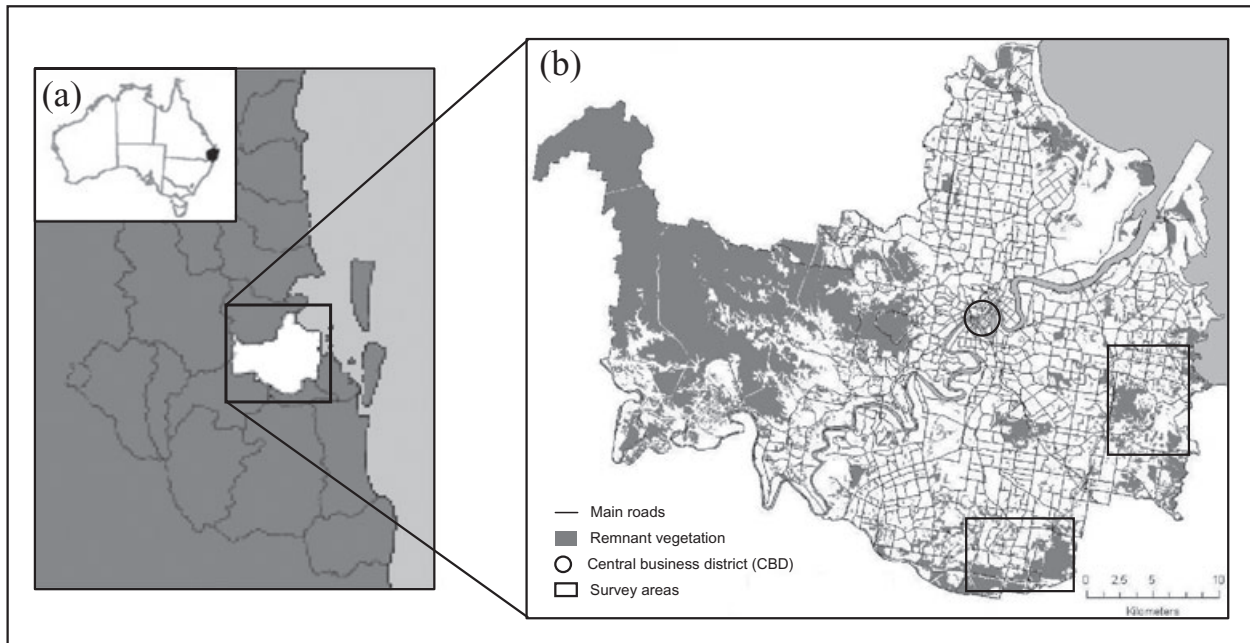 (a)
(b)
Main roads
Remnant vegetation
Central business district (CBD)
Survey areas
0 2.5 5 10
Kilometers